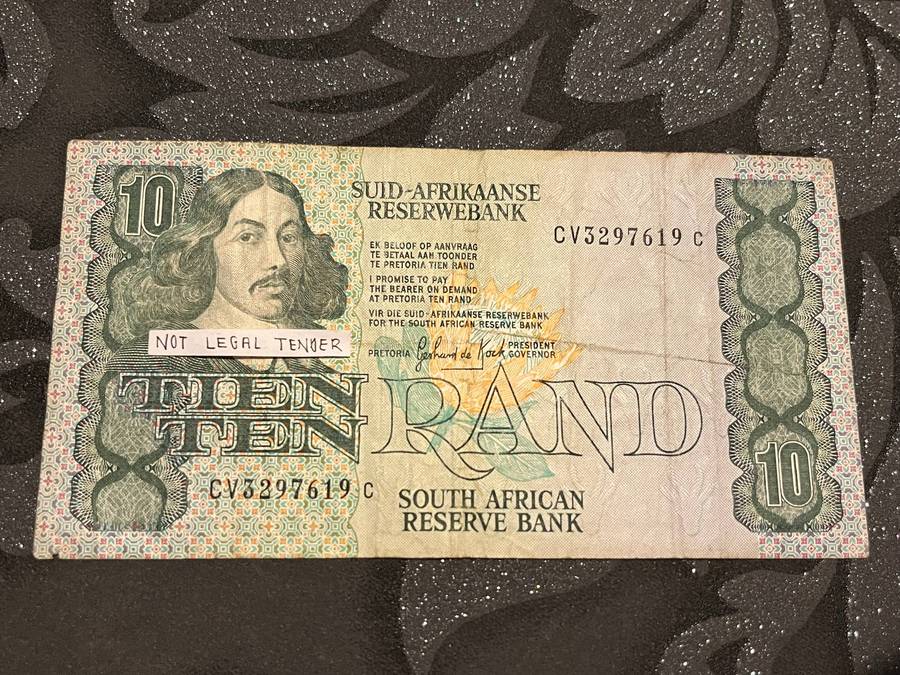 10
SUID-AFRIKAANSE
RESERWEBANK
CV3297619 C
EK BELOOF OP AANVRAAG
TE BETAAL AAN TOONDER
TE PRETORIA TIEN RAND
I PROMISE TO PAY
THE BEARER ON DEMAND
AT PRETORIA TEN RAND
VIR DIE SUID-AFRIKAANSE RESERWEBANK
FOR THE SOUTH AFRICAN RESERVE BANK
NOT LEGAL TENDER
PRETORIA Gerhard de Kock PRESIDENT
GOVERNOR
TIEN
TEN
RAND
CV3297619 C
SOUTH AFRICAN
RESERVE BANK
10